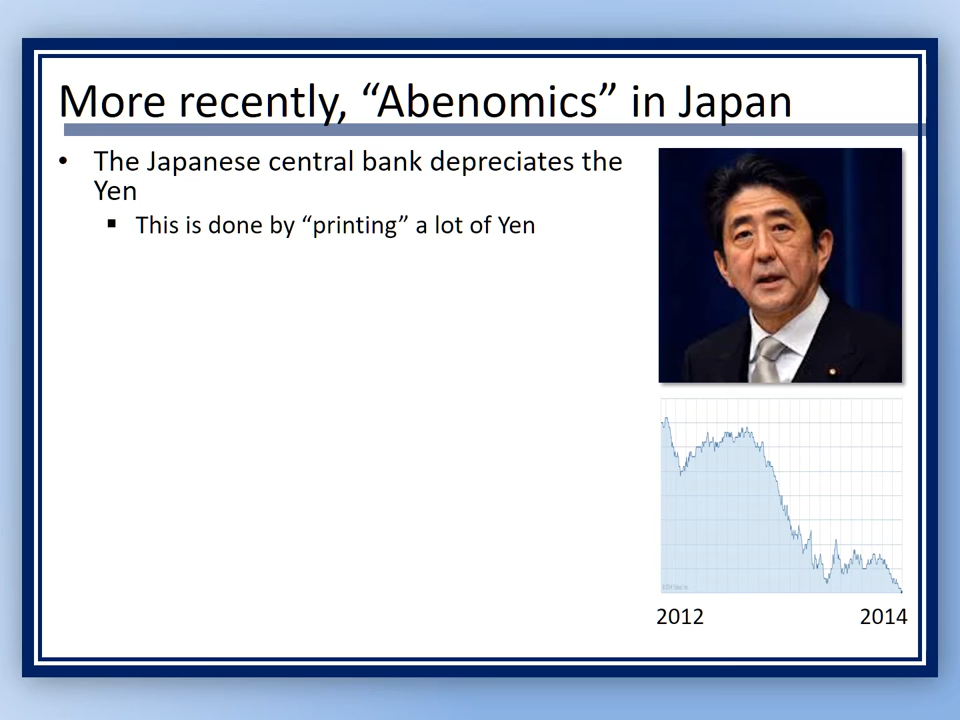 More recently, “Abenomics” in Japan
• The Japanese central bank depreciates the
Yen
▪ This is done by “printing” a lot of Yen
2012
2014